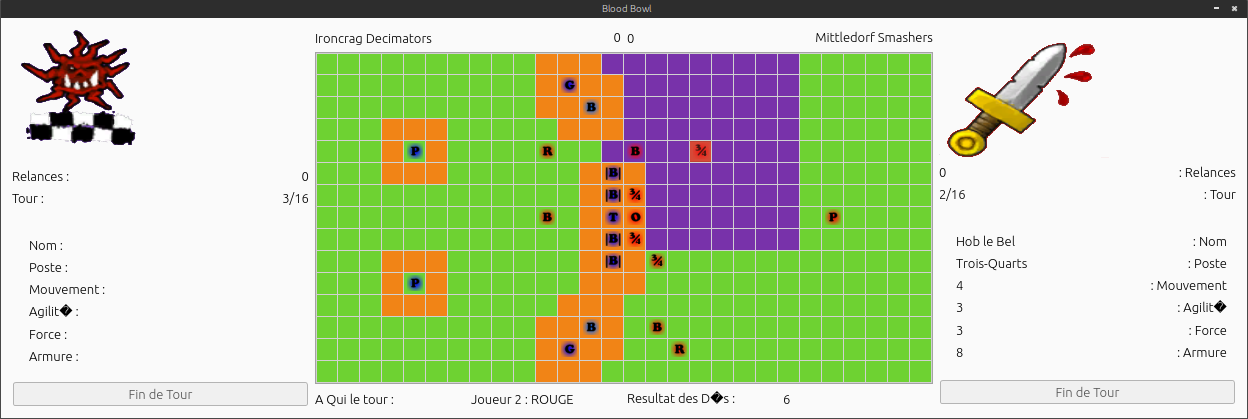 Blood Bowl
Ironcrag Decimators 0 0 Mittledorf Smashers
G
B
P R B ¾
|B|
|B| ¾
B T O P
|B| ¾
|B| ¾
P
B B
G R
Relances : 0
Tour : 3/16
Nom :
Poste :
Mouvement :
Agilit� :
Force :
Armure :
Fin de Tour
0 : Relances
2/16 : Tour
Hob le Bel : Nom
Trois-Quarts : Poste
4 : Mouvement
3 : Agilit�
3 : Force
8 : Armure
Fin de Tour
A Qui le tour : Joueur 2 : ROUGE Resultat des D�s : 6